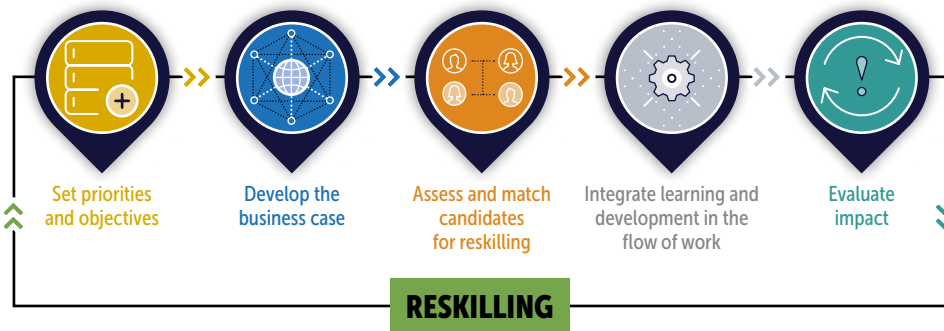 Set priorities
and objectives
Develop the
business case
Assess and match
candidates
for reskilling
Integrate learning and
development in the
flow of work
Evaluate
impact
RESKILLING